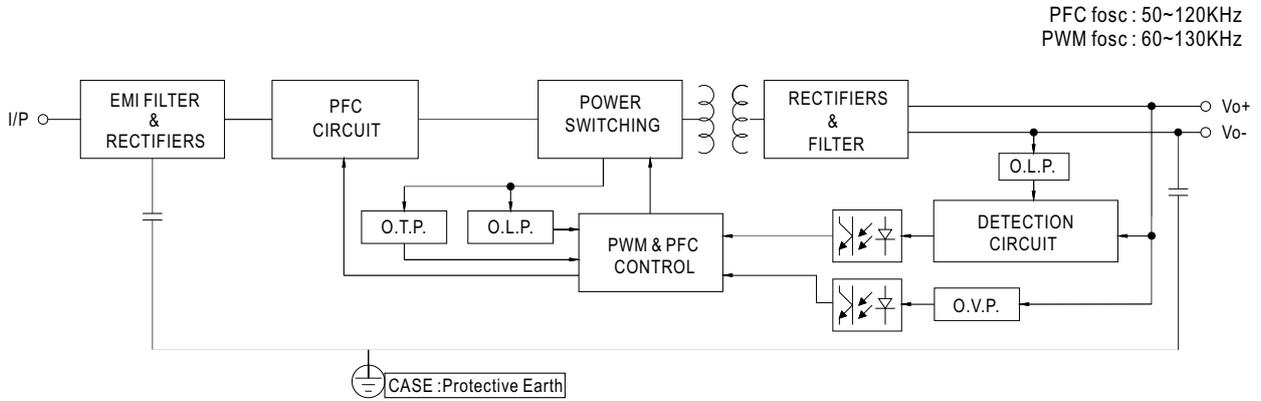 PFC fosc : 50~120KHz
PWM fosc : 60~130KHz
I/P
EMI FILTER
&
RECTIFIERS
PFC
CIRCUIT
POWER
SWITCHING
RECTIFIERS
&
FILTER
Vo+
Vo-
O.L.P.
O.T.P.
O.L.P.
PWM & PFC
CONTROL
DETECTION
CIRCUIT
O.V.P.
CASE :Protective Earth